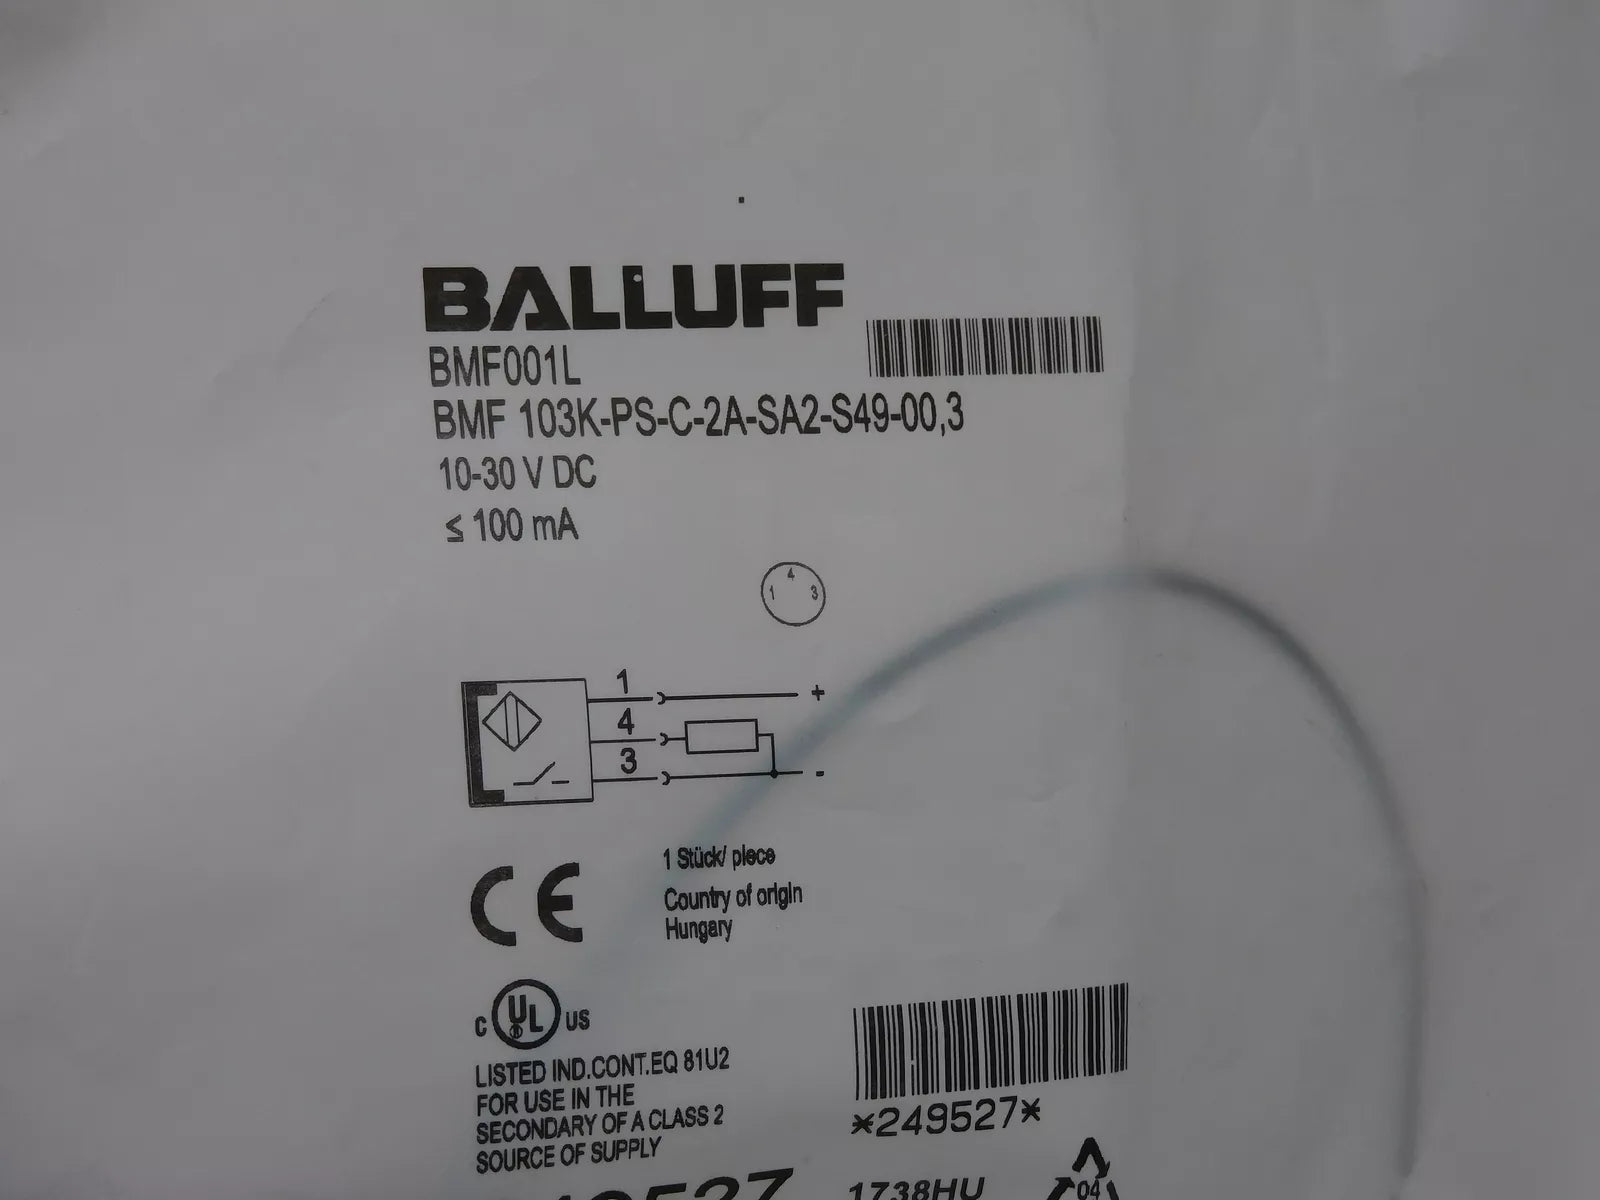 BALLUFF
BMF001L
BMF 103K-PS-C-2A-SA2-S49-00,3
10-30 V DC
≤ 100 mA
4
1 3
1 +
4
3 -
CE
1 Stück/ piece
Country of origin
Hungary
C UL ® US
LISTED IND.CONT.EQ 81U2
FOR USE IN THE
SECONDARY OF A CLASS 2
SOURCE OF SUPPLY
*249527*
1738HU
04